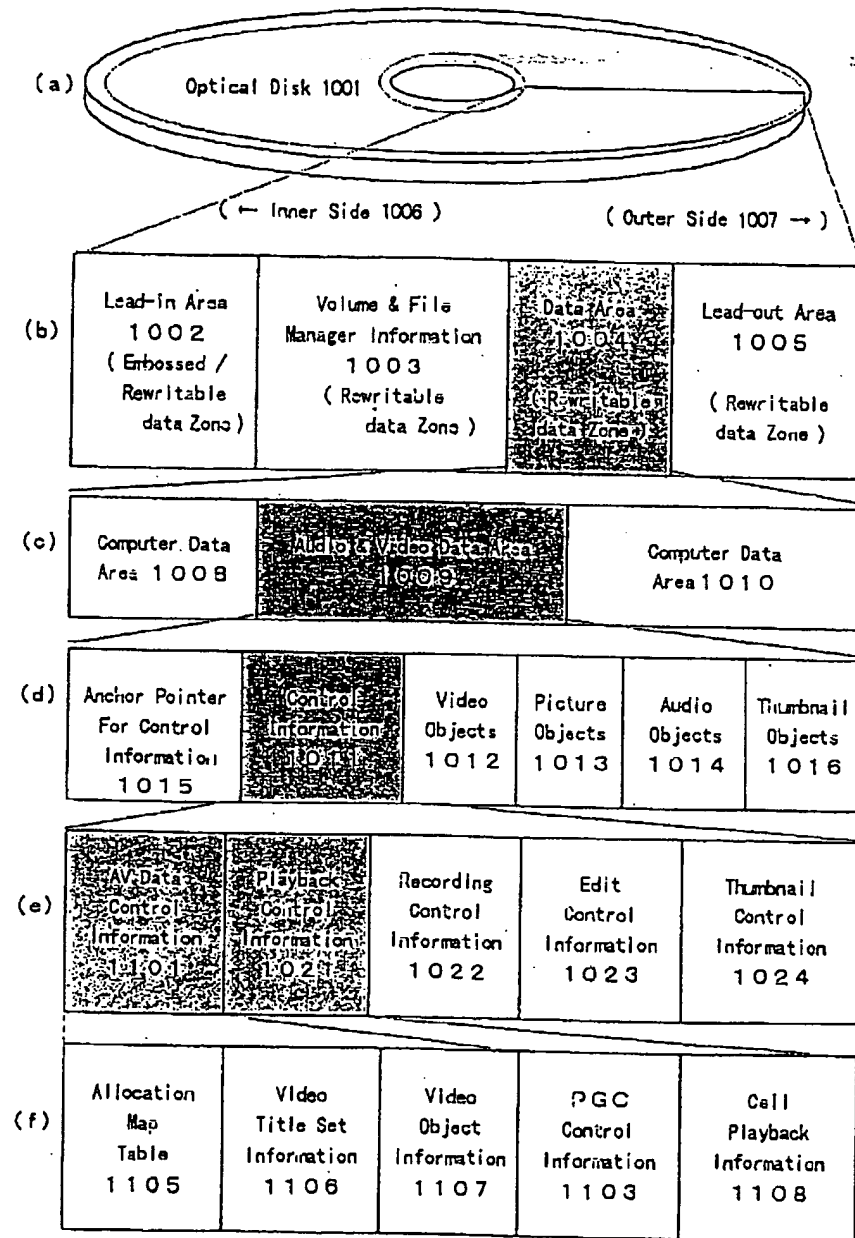 (a)
Optical Disk 1001
( ← Inner Side 1006 )
( Outer Side 1007 → )
(b)
Lead-in Area
1002
( Embossed /
Rewritable
data Zone )
Volume & File
Manager Information
1003
( Rewritable
data Zone )
Data Area
1004
( Rewritable
data Zone )
Lead-out Area
1005
( Rewritable
data Zone )
(c)
Computer Data
Area 1008
Audio & Video Data Area
1009
Computer Data
Area 1010
(d)
Anchor Pointer
For Control
Information
1015
Control
Information
1011
Video
Objects
1012
Picture
Objects
1013
Audio
Objects
1014
Thumbnail
Objects
1016
(e)
AV Data
Control
Information
1101
Playback
Control
Information
1021
Recording
Control
Information
1022
Edit
Control
Information
1023
Thumbnail
Control
Information
1024
(f)
Allocation
Map
Table
1105
Video
Title Set
Information
1106
Video
Object
Information
1107
PGC
Control
Information
1103
Cell
Playback
Information
1108